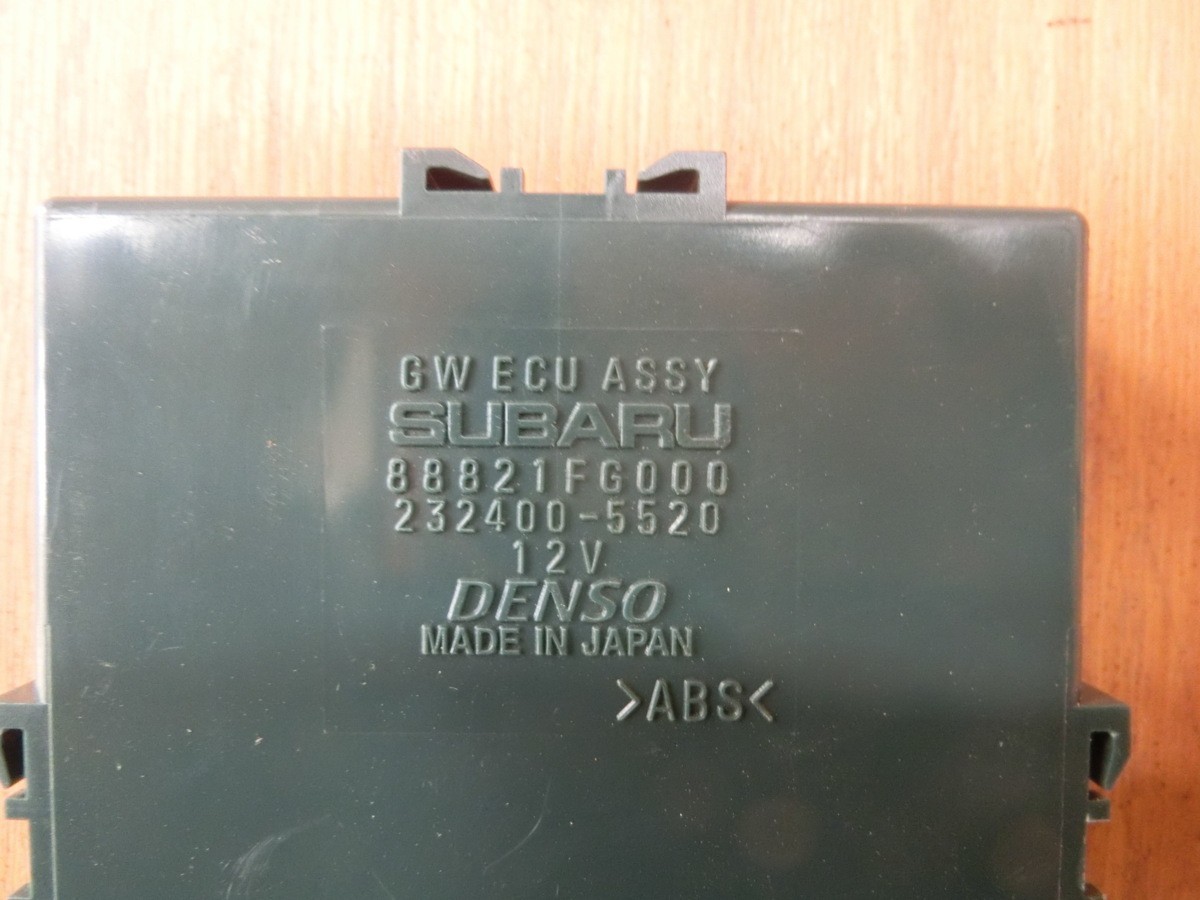 GW ECU ASSY
SUBARU
88821FG000
232400-5520
12V
DENSO
MADE IN JAPAN
>ABS<